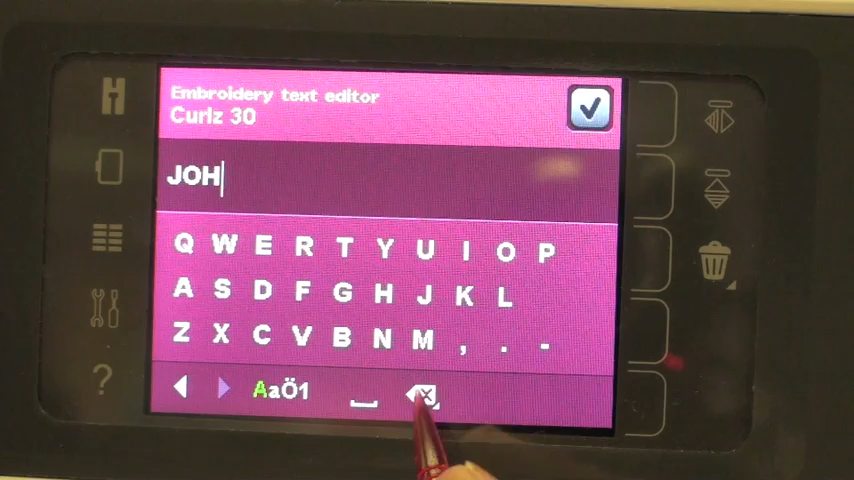 Embroidery text editor
Curlz 30
JOH
Q W E R T Y U I O P
A S D F G H J K L
Z X C V B N M , . -
AaÖ1
?